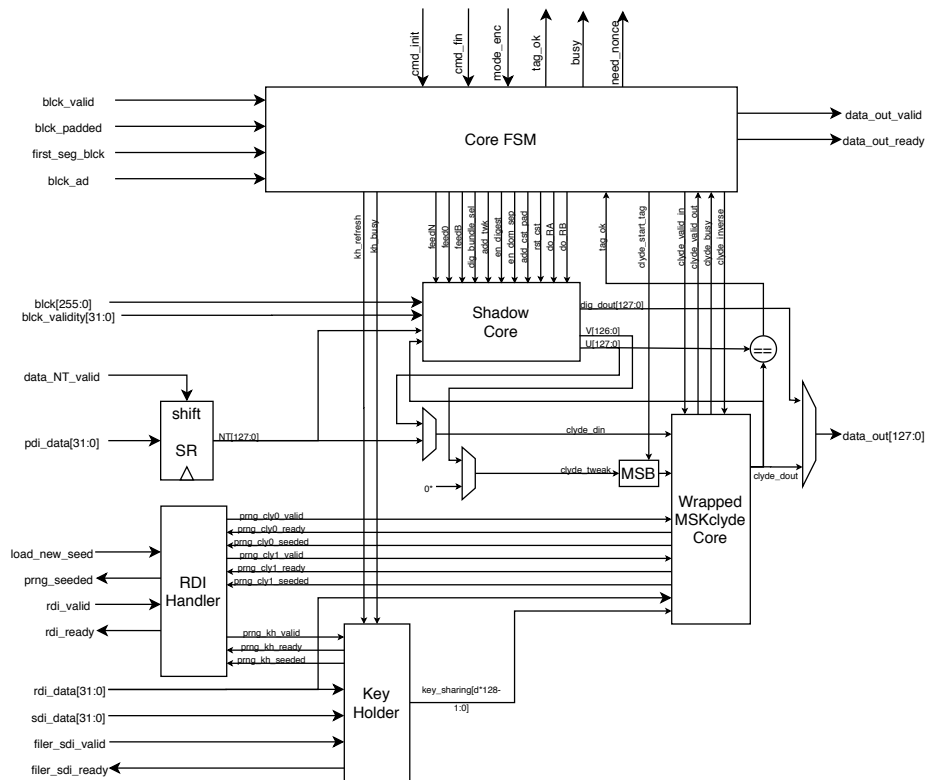 cmd_init
cmd_fin
mode_enc
tag_ok
busy
need_nonce
blck_valid
blck_padded
first_seg_blck
blck_ad
Core FSM
data_out_valid
data_out_ready
kh_refresh
kh_busy
feedN
feed0
feedB
dig_bundle_sel
add_twk
en_digest
en_dom_sep
add_cst_pad
rst_cst
do_RA
do_RB
tag_ok
clyde_start_tag
clyde_valid_in
clyde_valid_out
clyde_busy
clyde_inverse
blck[255:0]
blck_validity[31:0]
Shadow
Core
dig_dout[127:0]
V[126:0]
U[127:0]
==
data_NT_valid
shift
SR
pdi_data[31:0]
NT[127:0]
clyde_din
0*
clyde_tweak
MSB
Wrapped
MSKclyde
Core
clyde_dout
data_out[127:0]
load_new_seed
prng_seeded
rdi_valid
rdi_ready
RDI
Handler
prng_cly0_valid
prng_cly0_ready
prng_cly0_seeded
prng_cly1_valid
prng_cly1_ready
prng_cly1_seeded
prng_kh_valid
prng_kh_ready
prng_kh_seeded
rdi_data[31:0]
sdi_data[31:0]
filer_sdi_valid
filer_sdi_ready
Key
Holder
key_sharing[d*128-
1:0]